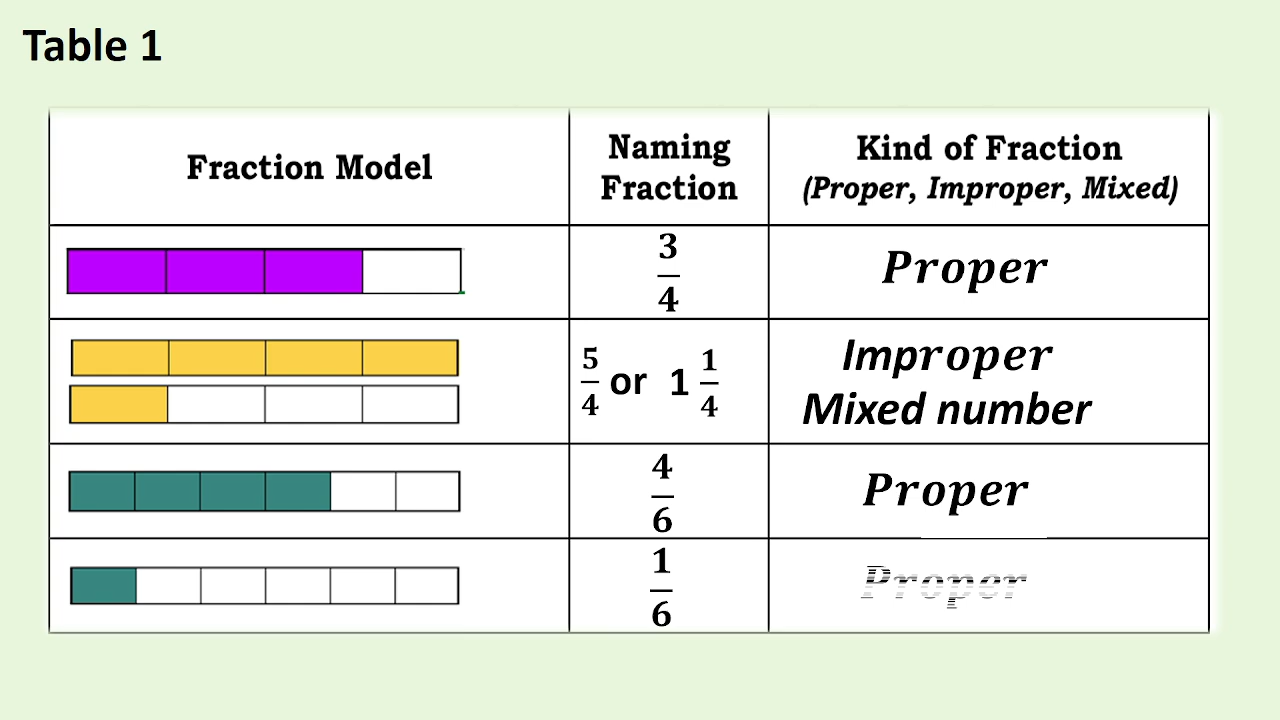 Table 1
Fraction Model
Naming Fraction
Kind of Fraction
(Proper, Improper, Mixed)
3/4
Proper
5/4 or 1 1/4
Improper
Mixed number
4/6
Proper
1/6
Proper